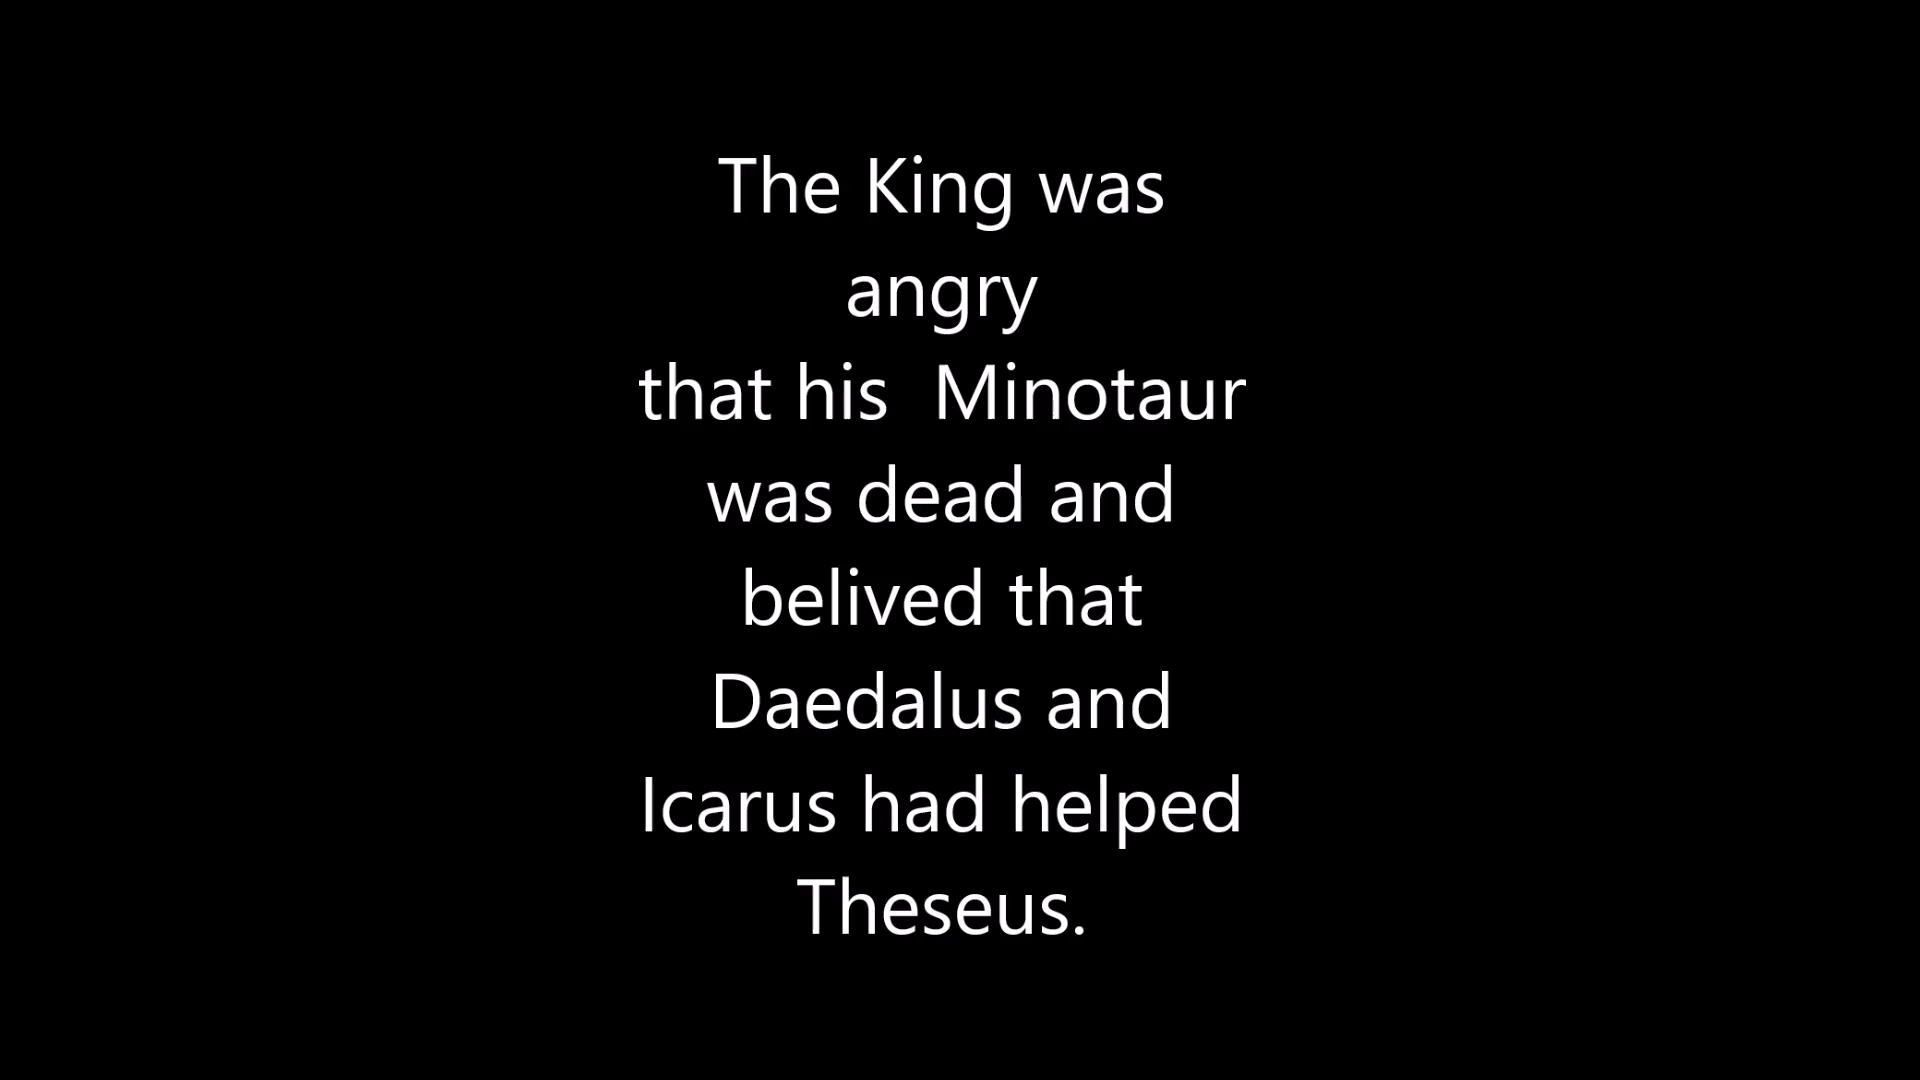 The King was
angry
that his  Minotaur
was dead and
belived that
Daedalus and
Icarus had helped
Theseus.